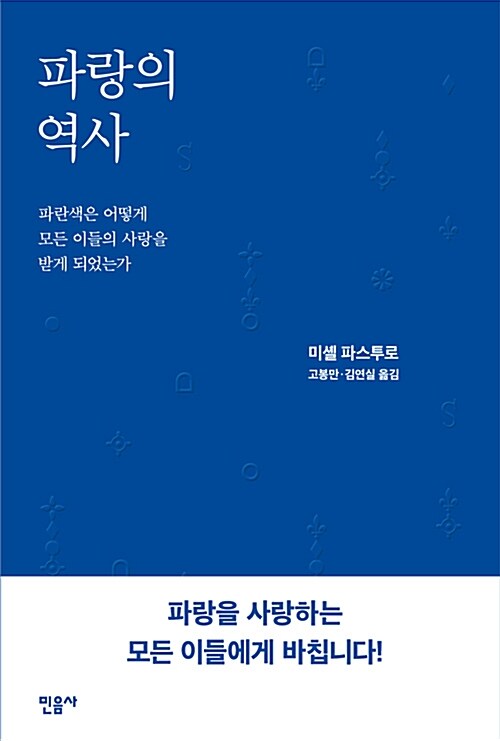 파랑의
역사
파란색은 어떻게
모든 이들의 사랑을
받게 되었는가
미셸 파스투로
고봉만·김연실 옮김
파랑을 사랑하는
모든 이들에게 바칩니다!
민음사